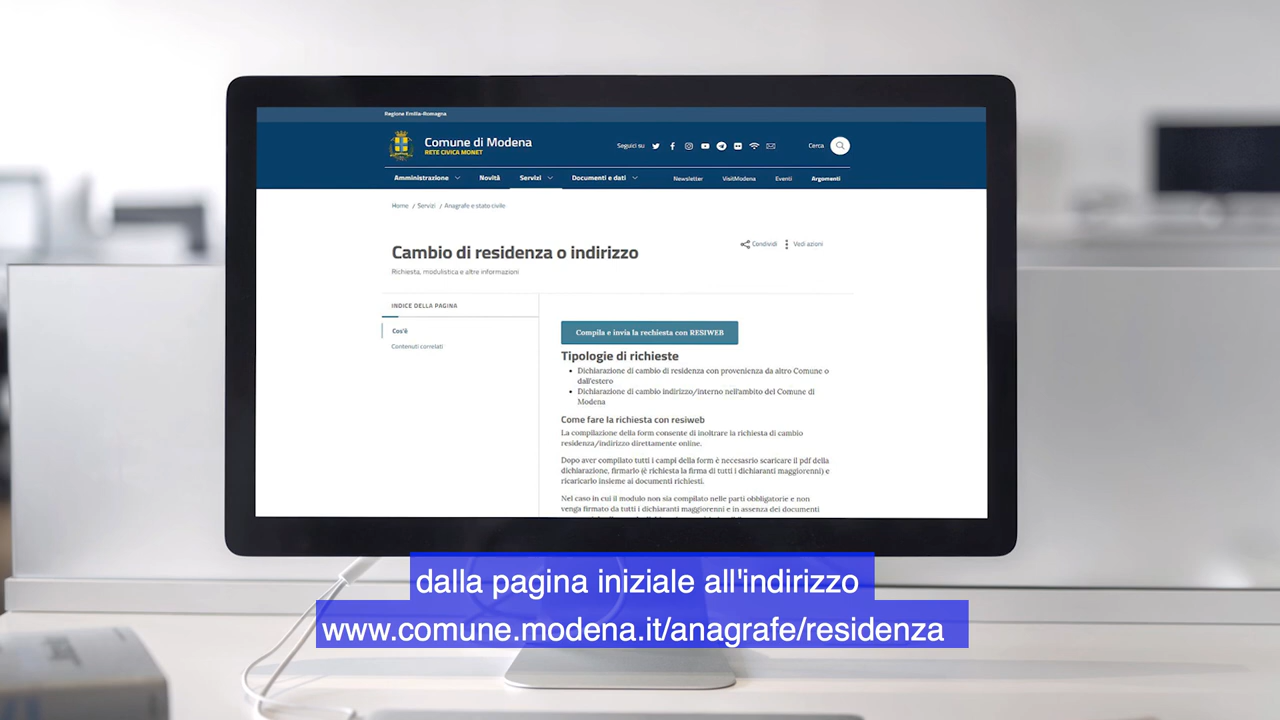 Regione Emilia-Romagna
Comune di Modena
RETE CIVICA MONET
Seguici su
Cerca
Amministrazione
Novità
Servizi
Documenti e dati
Newsletter
VisitModena
Eventi
Argomenti
Home / Servizi / Anagrafe e stato civile
Cambio di residenza o indirizzo
Richiesta, modulistica e altre informazioni
Condividi
Vedi azioni
INDICE DELLA PAGINA
Cos'è
Contenuti correlati
Compila e invia la rechiesta con RESIWEB
Tipologie di richieste
Dichiarazione di cambio di residenza con provenienza da altro Comune o
dall'estero
Dichiarazione di cambio indirizzo/interno nell'ambito del Comune di
Modena
Come fare la richiesta con resiweb
La compilazione della form consente di inoltrare la richiesta di cambio
residenza/indirizzo direttamente online.
Dopo aver compilato tutti i campi della form è necesario scaricare il pdf della
dichiarazione, firmarlo (è richiesta la firma di tutti i dichiaranti maggiorenni) e
ricaricarlo insieme ai documenti richiesti.
Nel caso in cui il modulo non sia compilato nelle parti obbligatorie e non
venga firmato da tutti i dichiaranti maggiorenni e in assenza dei documenti
dalla pagina iniziale all'indirizzo
www.comune.modena.it/anagrafe/residenza